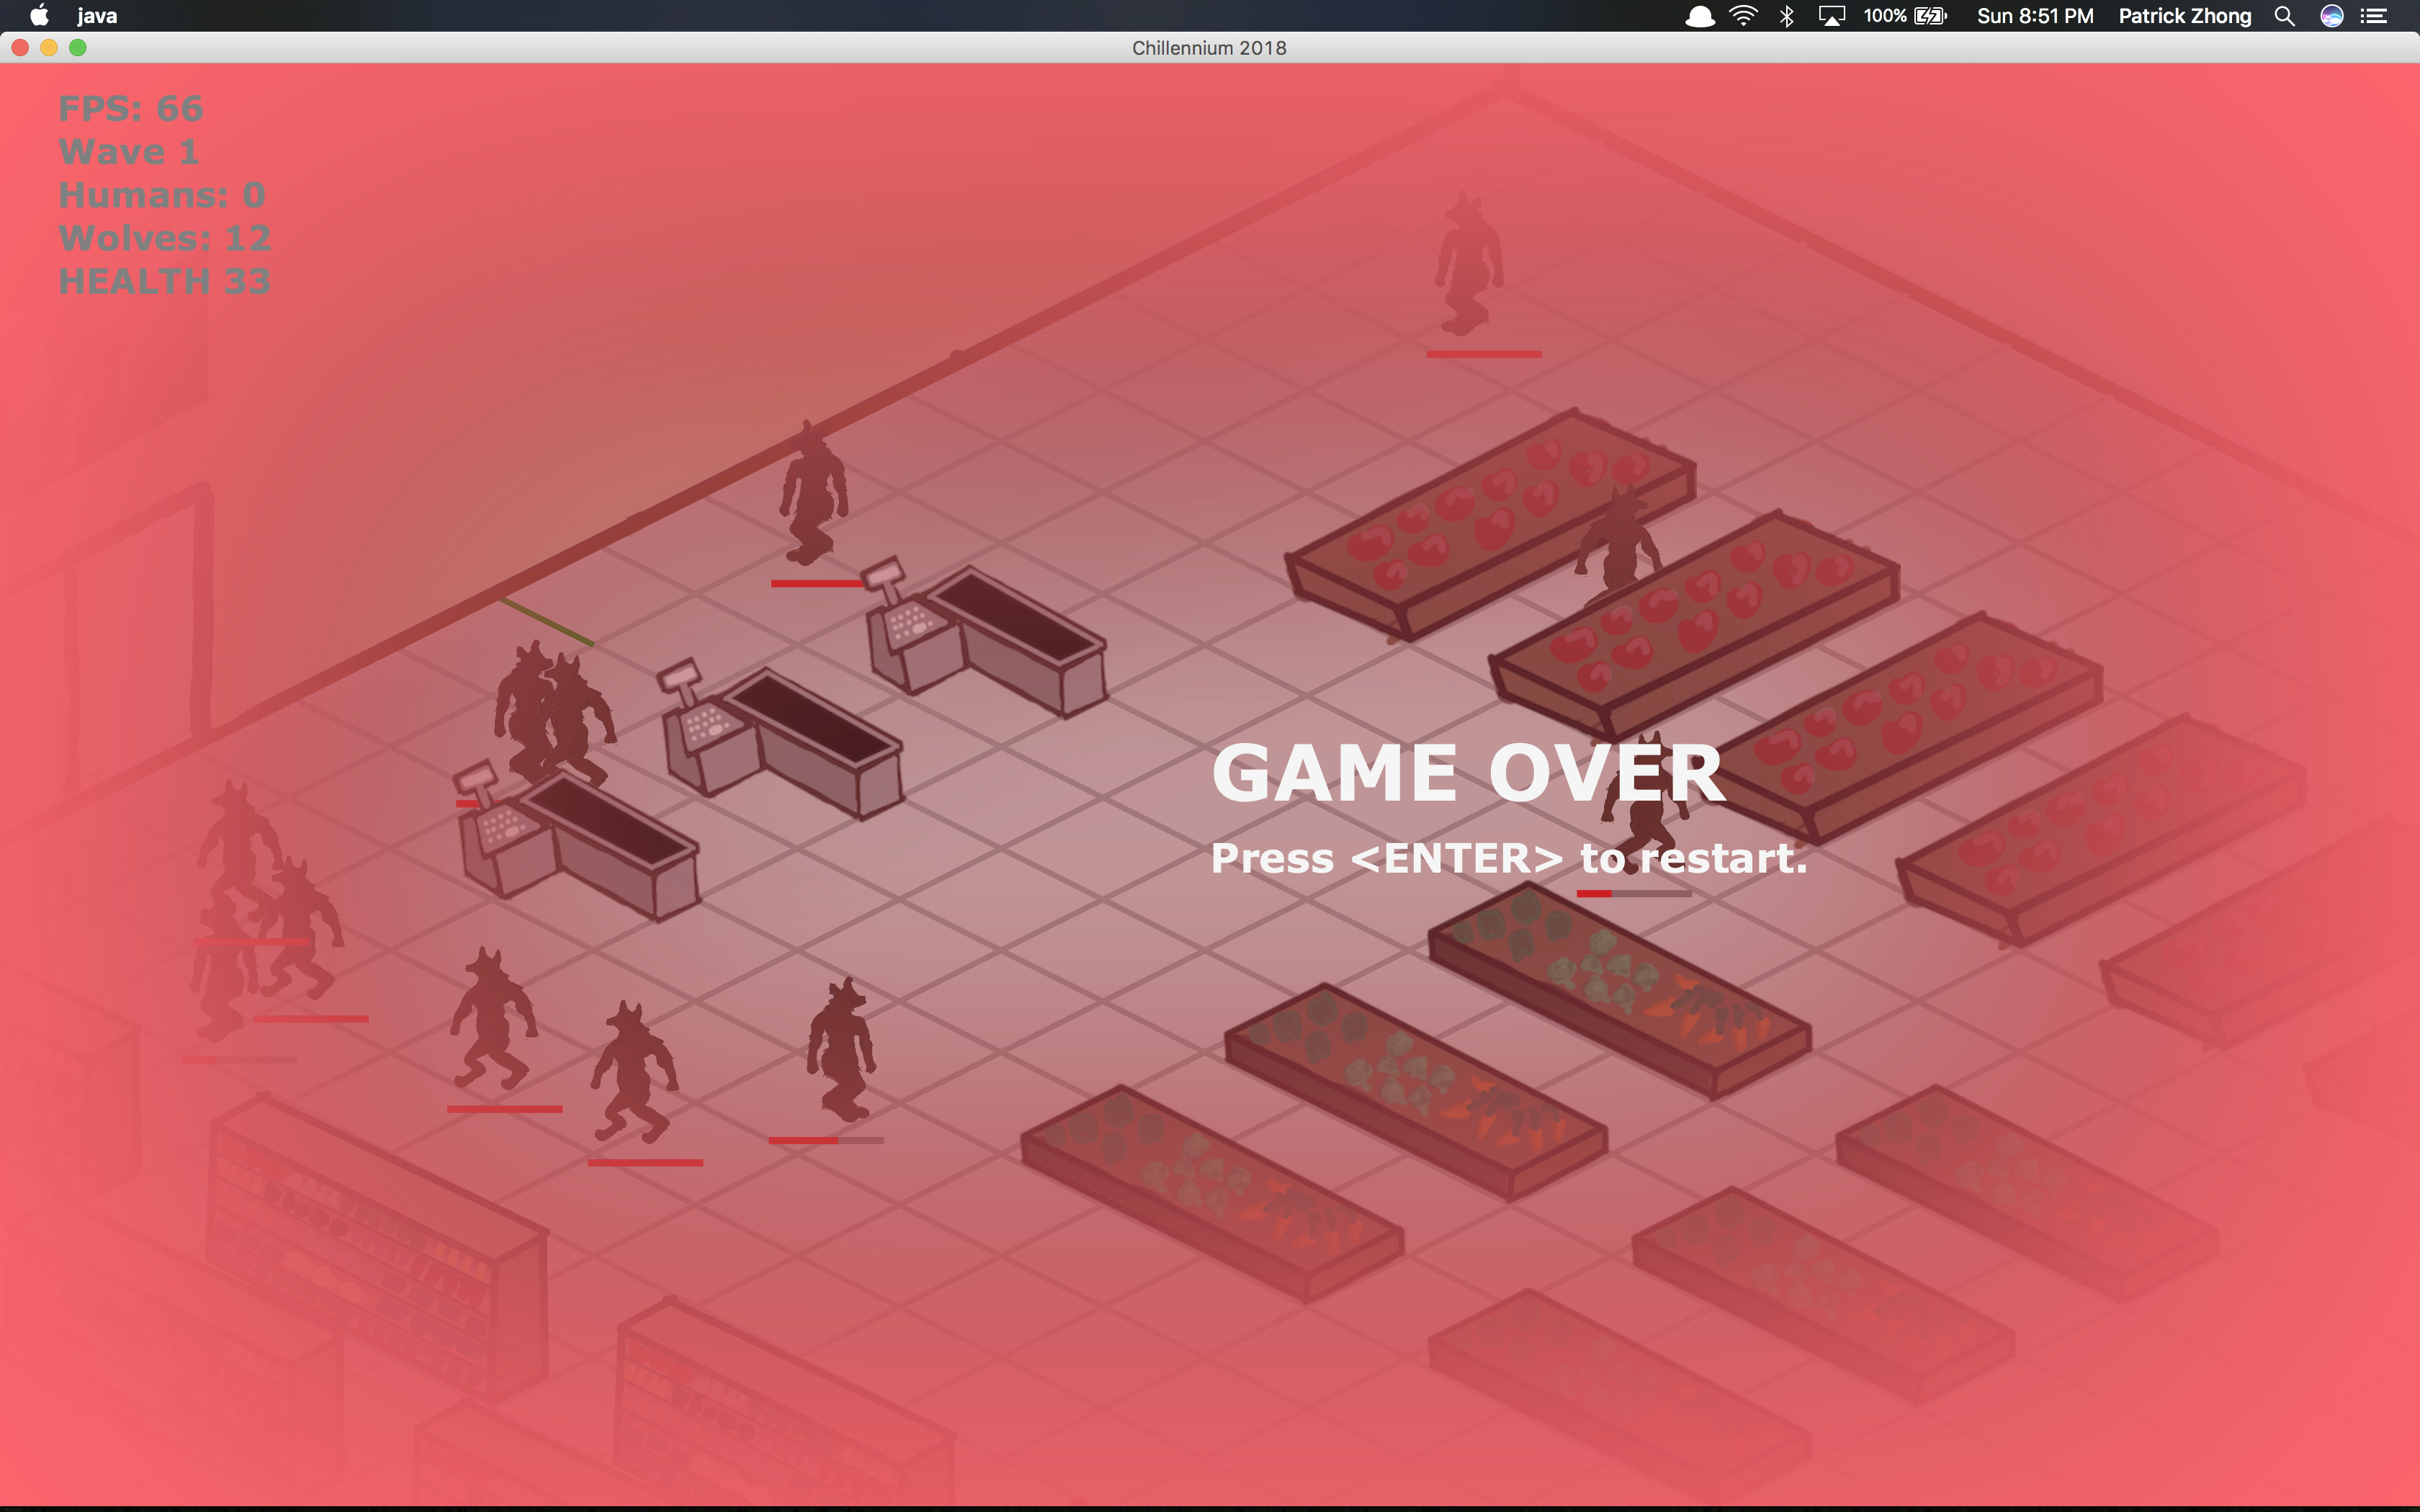 java
100%
Sun 8:51 PM
Patrick Zhong
Chillennium 2018
FPS: 66
Wave 1
Humans: 0
Wolves: 12
HEALTH 33
GAME OVER
Press <ENTER> to restart.